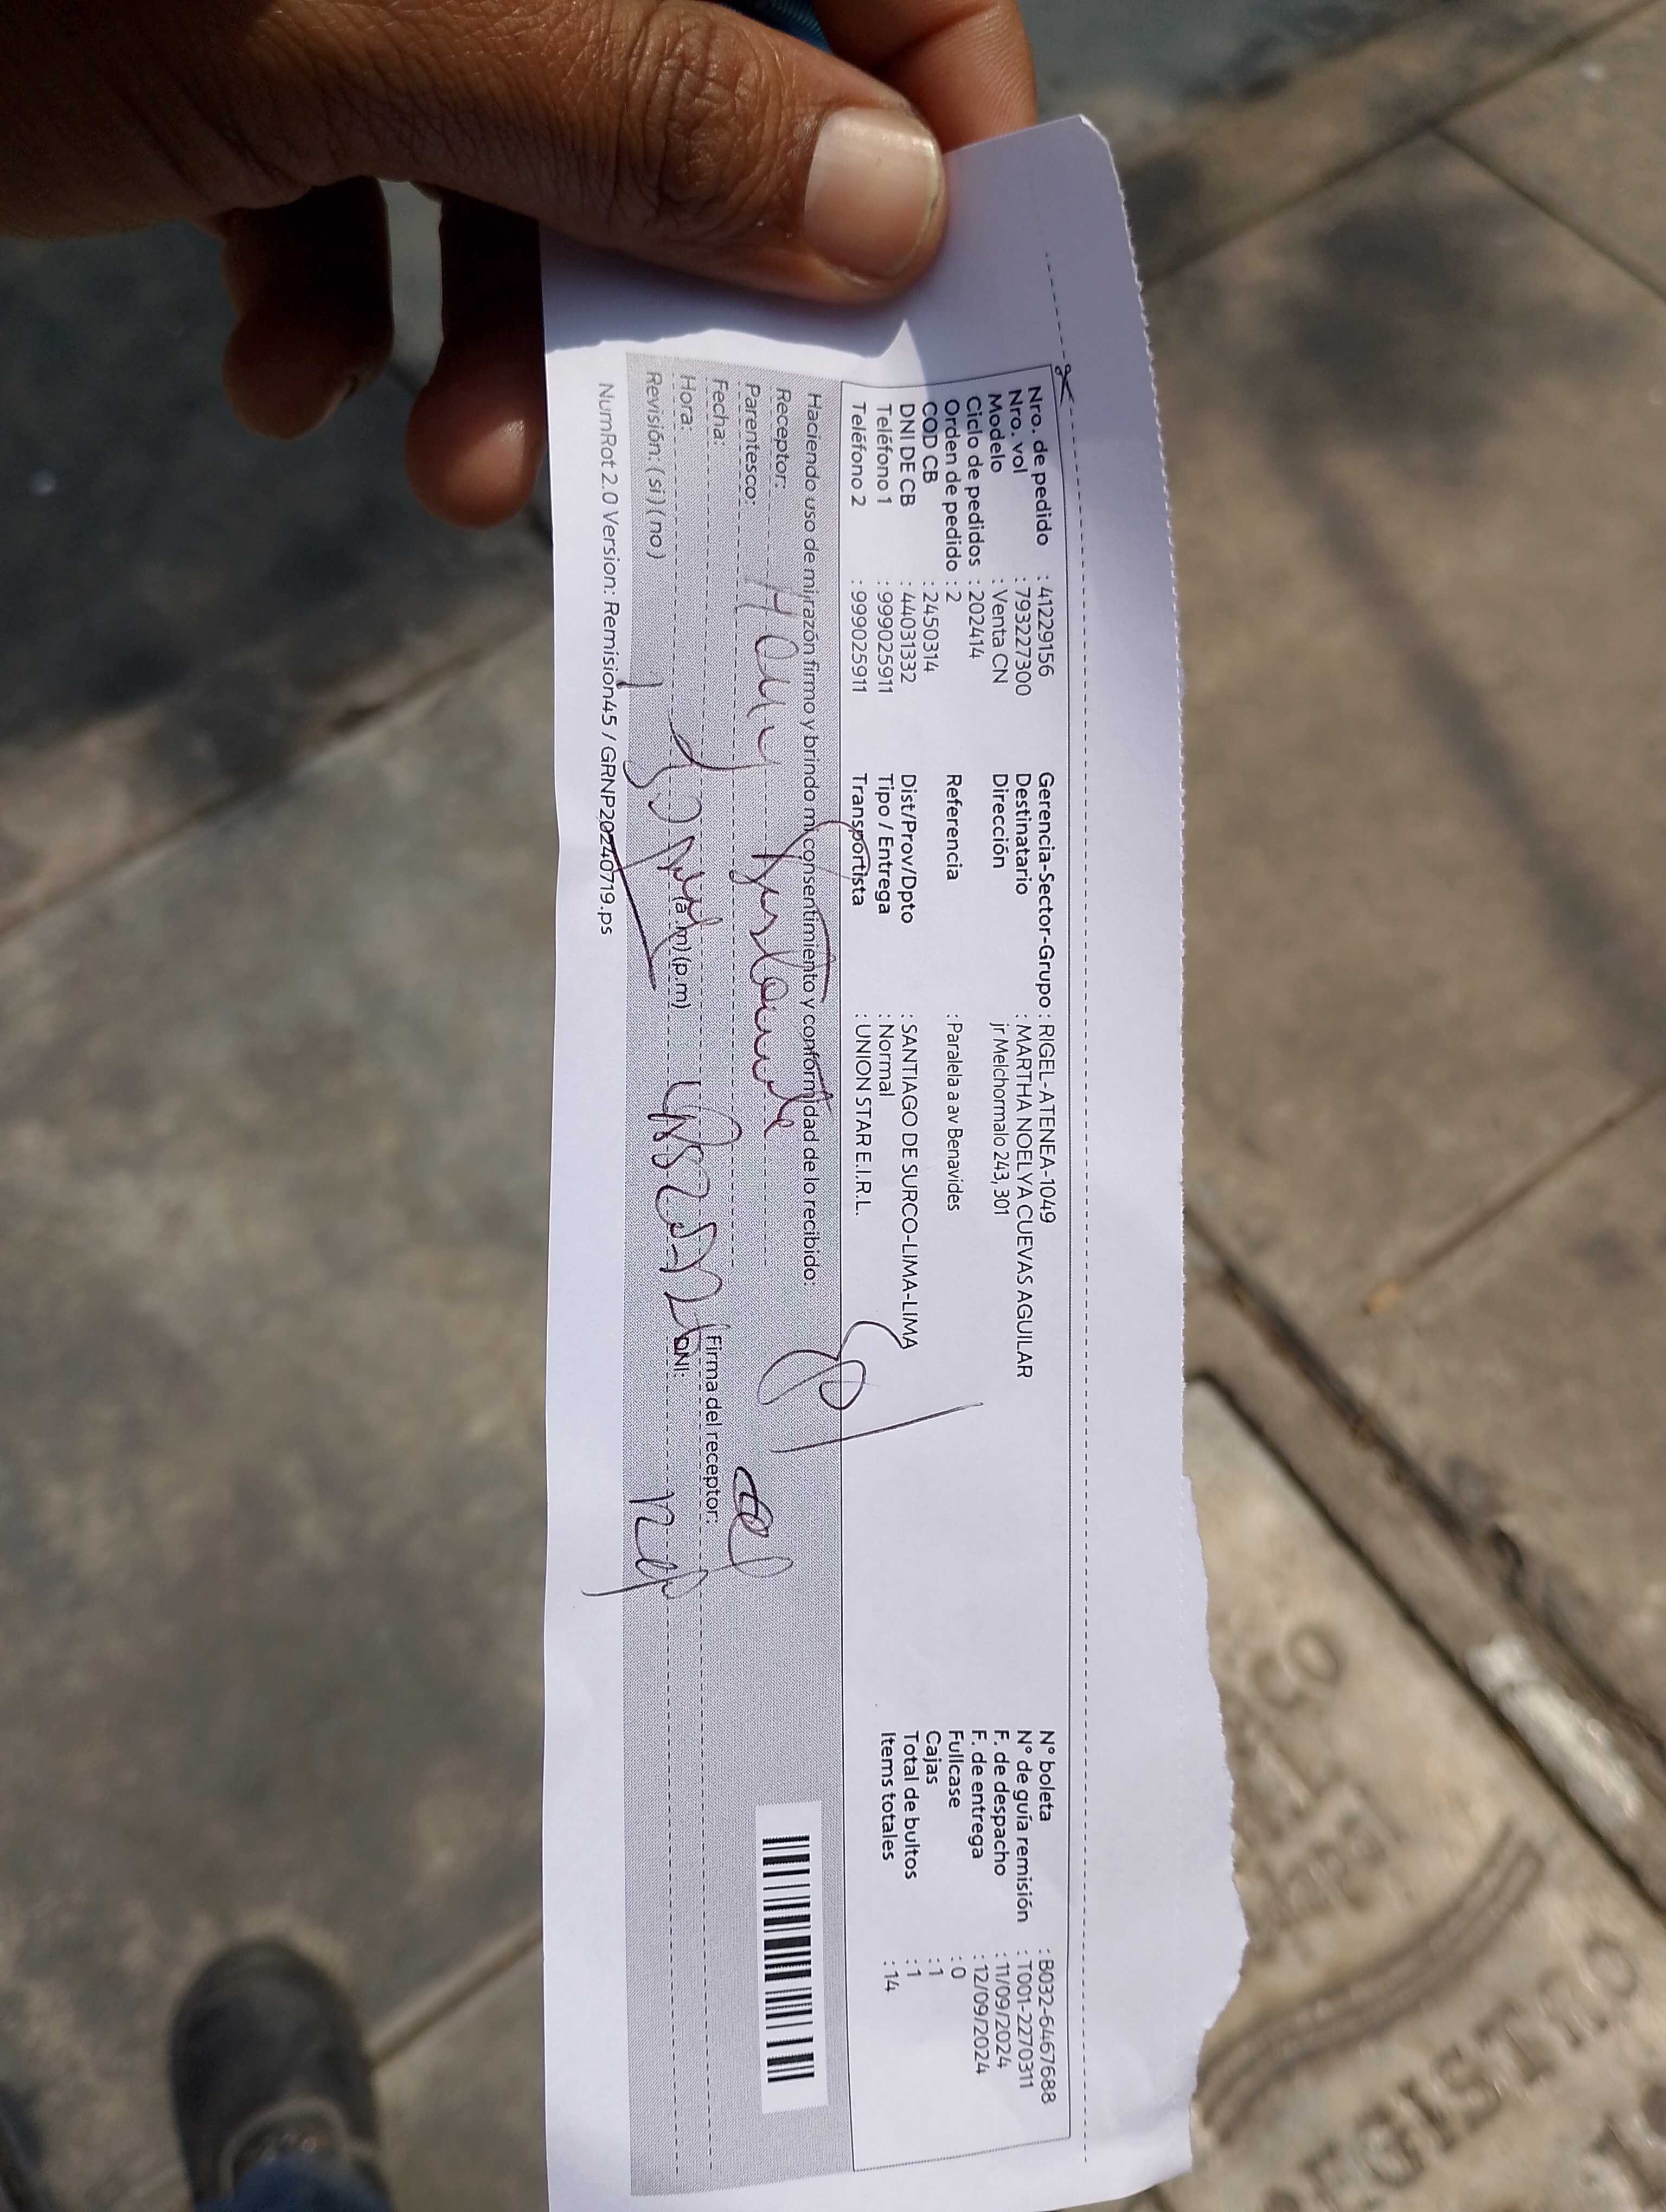 Nro. de pedido : 41229156 Gerencia-Sector-Grupo : RIGEL-ATENEA-1049 N° boleta : B032-6467688
Nro. vol : 793227300 Destinatario : MARTHA NOELYA CUEVAS AGUILAR N° de guía remisión : T001-2270311
Modelo : Venta CN Dirección jr Melchormalo 243, 301 F. de despacho : 11/09/2024
Ciclo de pedidos : 202414 F. de entrega : 12/09/2024
Orden de pedido : 2 Referencia : Paralela a av Benavides Fullcase : 0
COD CB : 2450314 Cajas : 1
DNI DE CB : 44031332 Dist/Prov/Dpto : SANTIAGO DE SURCO-LIMA-LIMA Total de bultos : 1
Teléfono 1 : 999025911 Tipo / Entrega : Normal Items totales : 14
Teléfono 2 : 999025911 Transportista : UNION STAR E.I.R.L.
Haciendo uso de mi razón firmo y brindo mi consentimiento y conformidad de lo recibido:
Receptor:
Parentesco:
Fecha: Firma del receptor:
Hora: (a.m) (p.m) DNI:
Revisión: ( si ) ( no )
NumRot 2.0 Version: Remisión45 / GRNP20240719.ps
REGISTRO